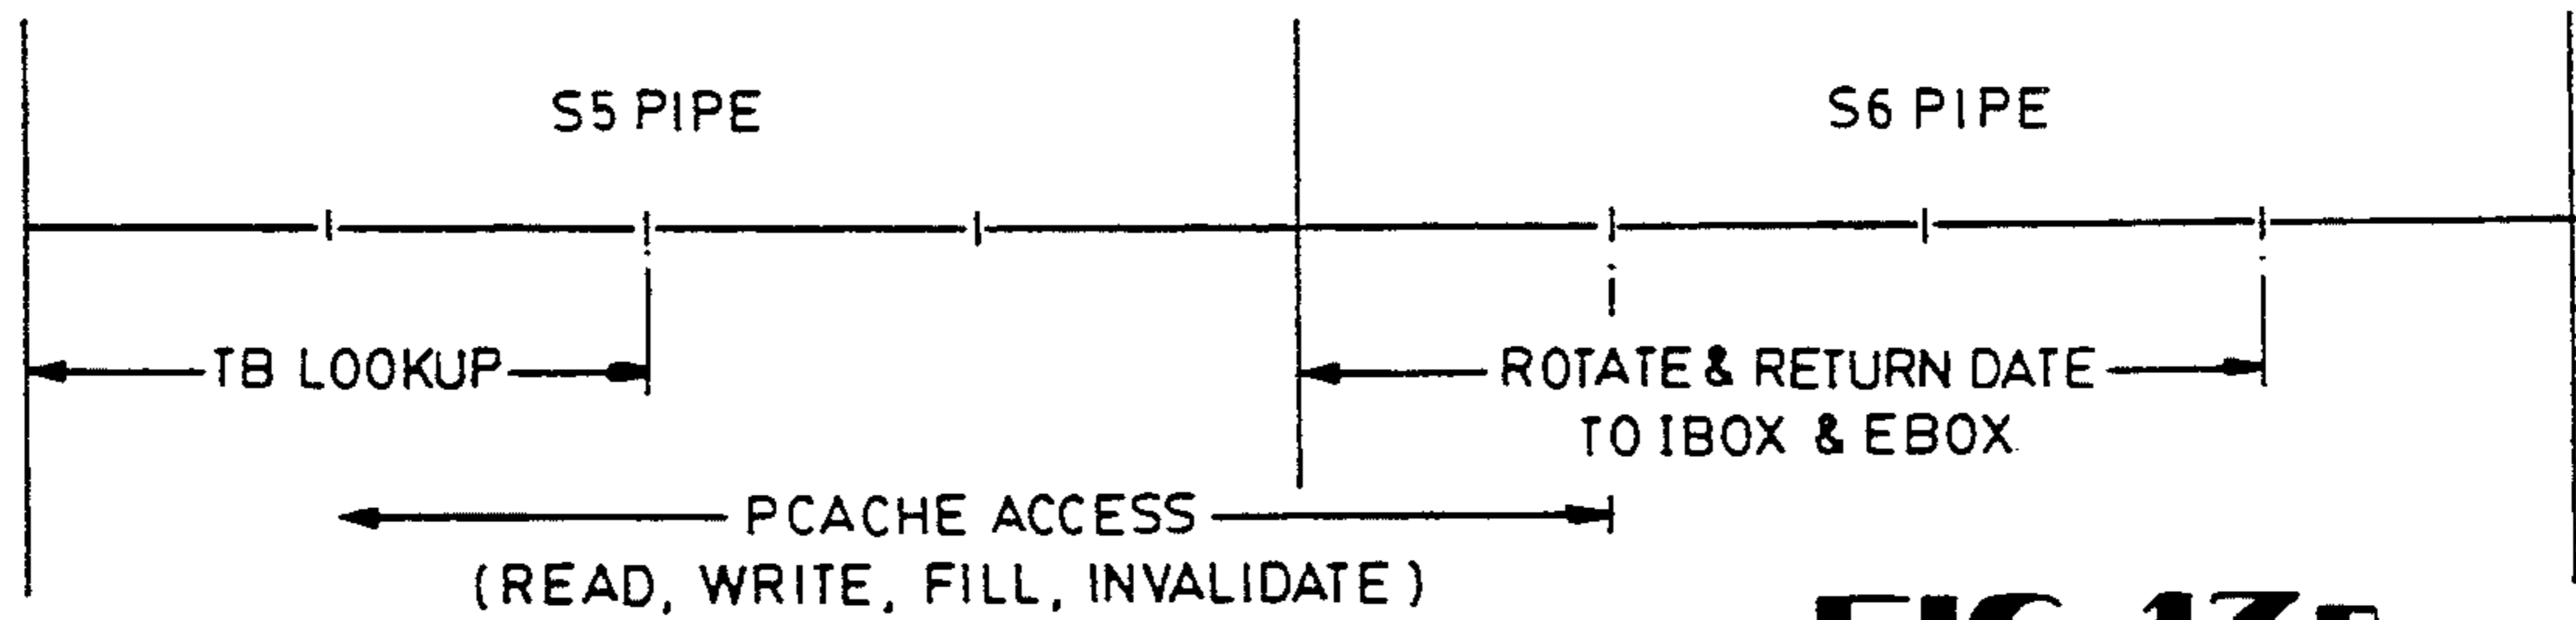 S5 PIPE
S6 PIPE
TB LOOKUP
ROTATE & RETURN DATE
TO IBOX & EBOX
PCACHE ACCESS
(READ, WRITE, FILL, INVALIDATE)